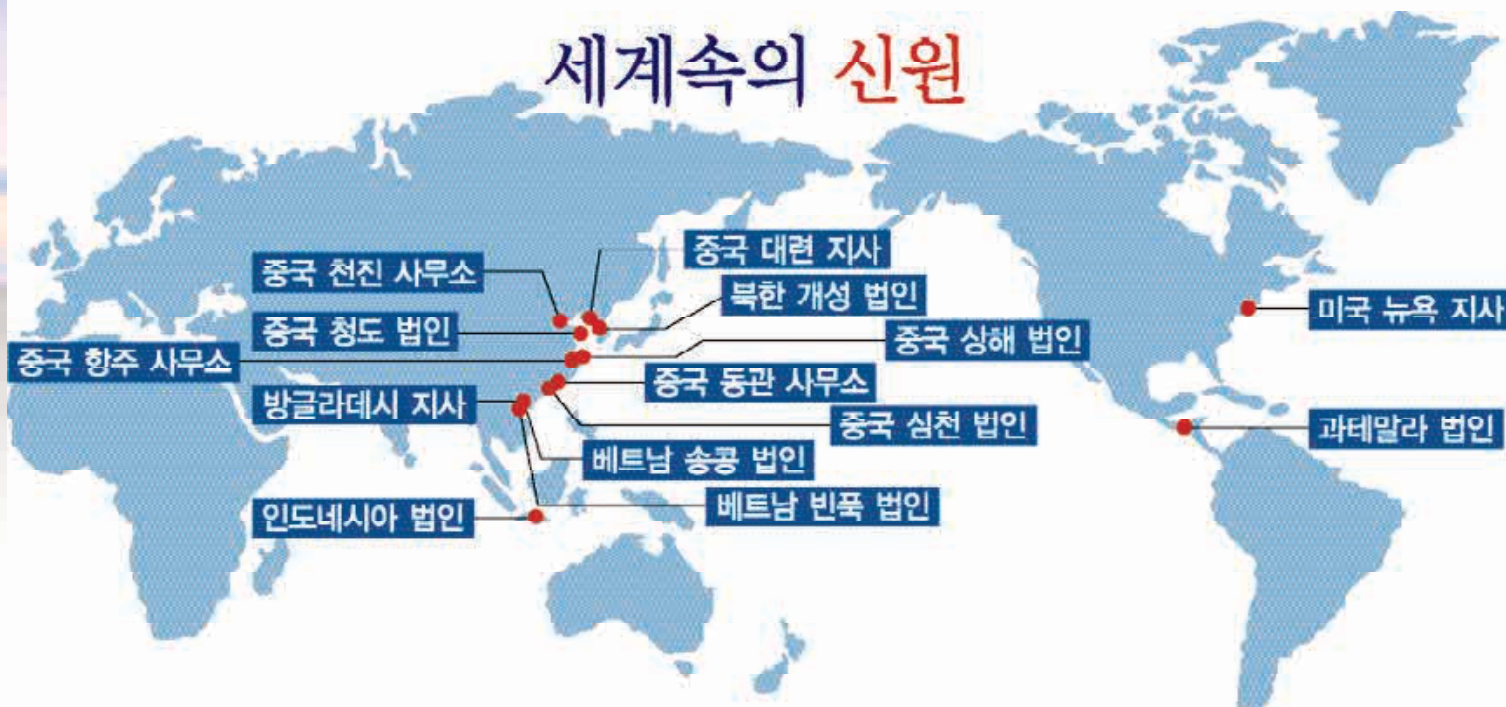 세계속의 신원
중국 대련 지사
중국 천진 사무소
북한 개성 법인
미국 뉴욕 지사
중국 청도 법인
중국 상해 법인
중국 항주 사무소
중국 동관 사무소
방글라데시 지사
중국 심천 법인
과테말라 법인
베트남 송콩 법인
베트남 빈푹 법인
인도네시아 법인